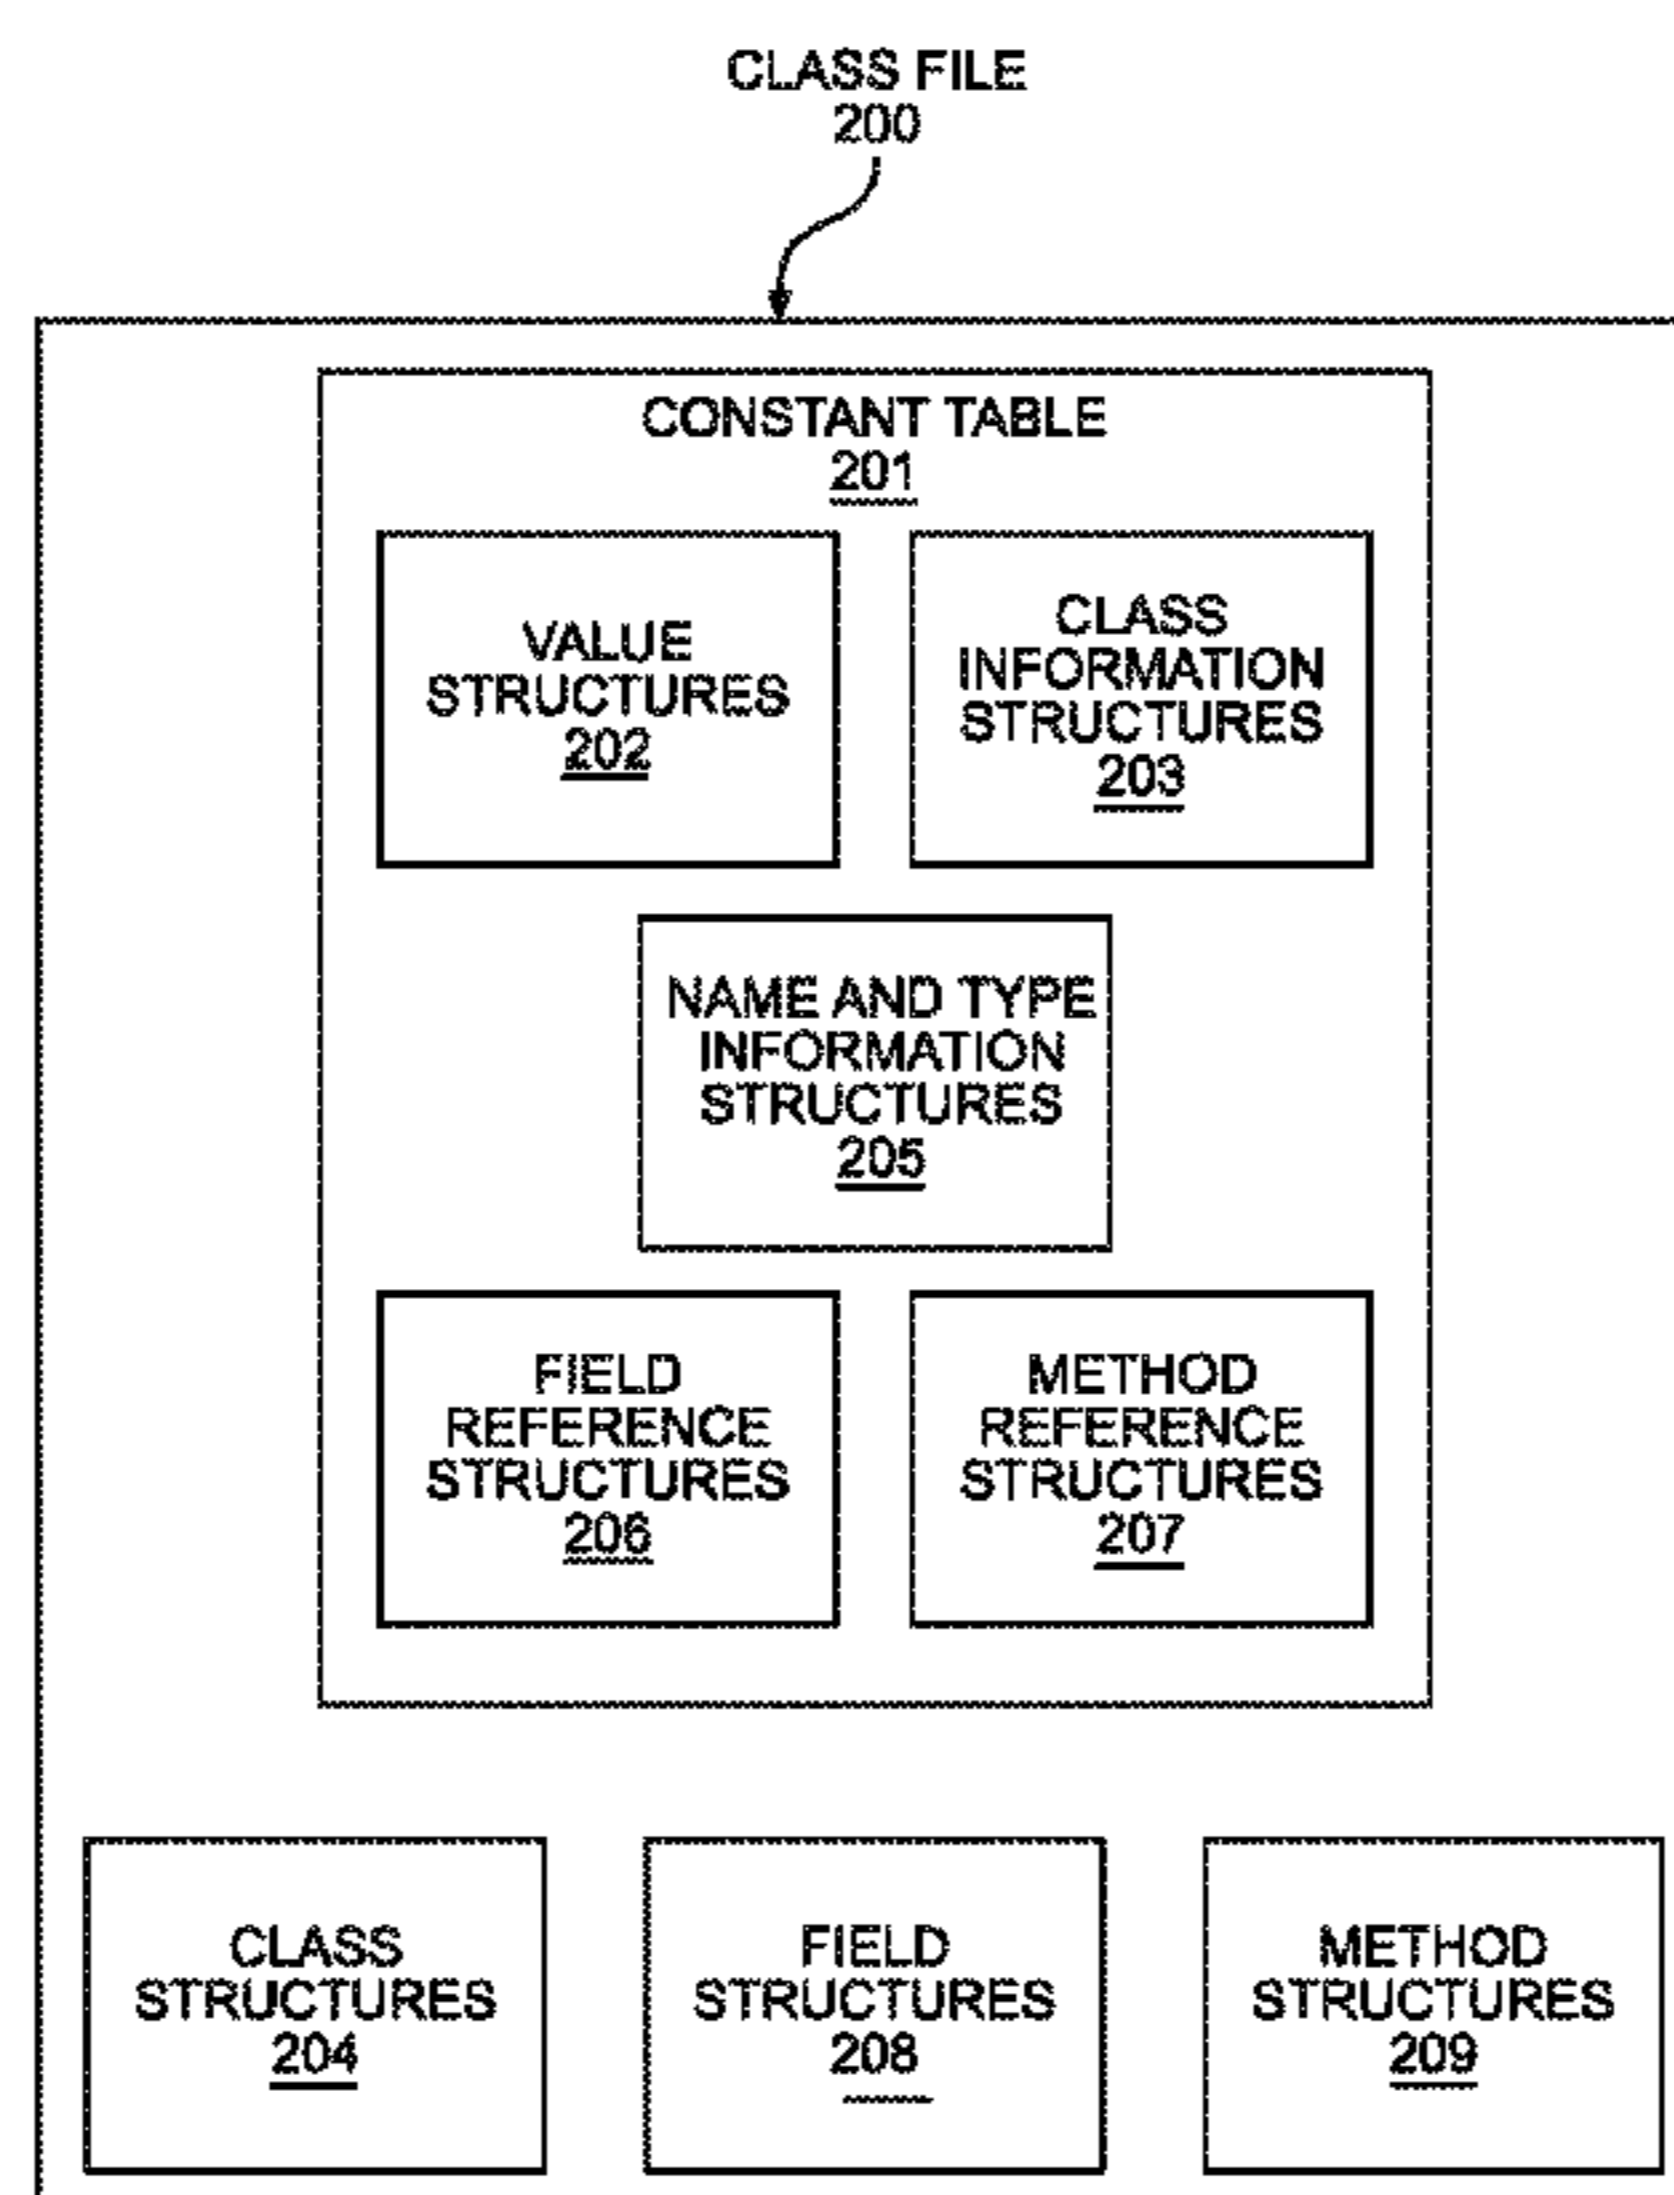 CLASS FILE
200
CONSTANT TABLE
201
VALUE
STRUCTURES
202
CLASS
INFORMATION
STRUCTURES
203
NAME AND TYPE
INFORMATION
STRUCTURES
205
FIELD
REFERENCE
STRUCTURES
206
METHOD
REFERENCE
STRUCTURES
207
CLASS
STRUCTURES
204
FIELD
STRUCTURES
208
METHOD
STRUCTURES
209